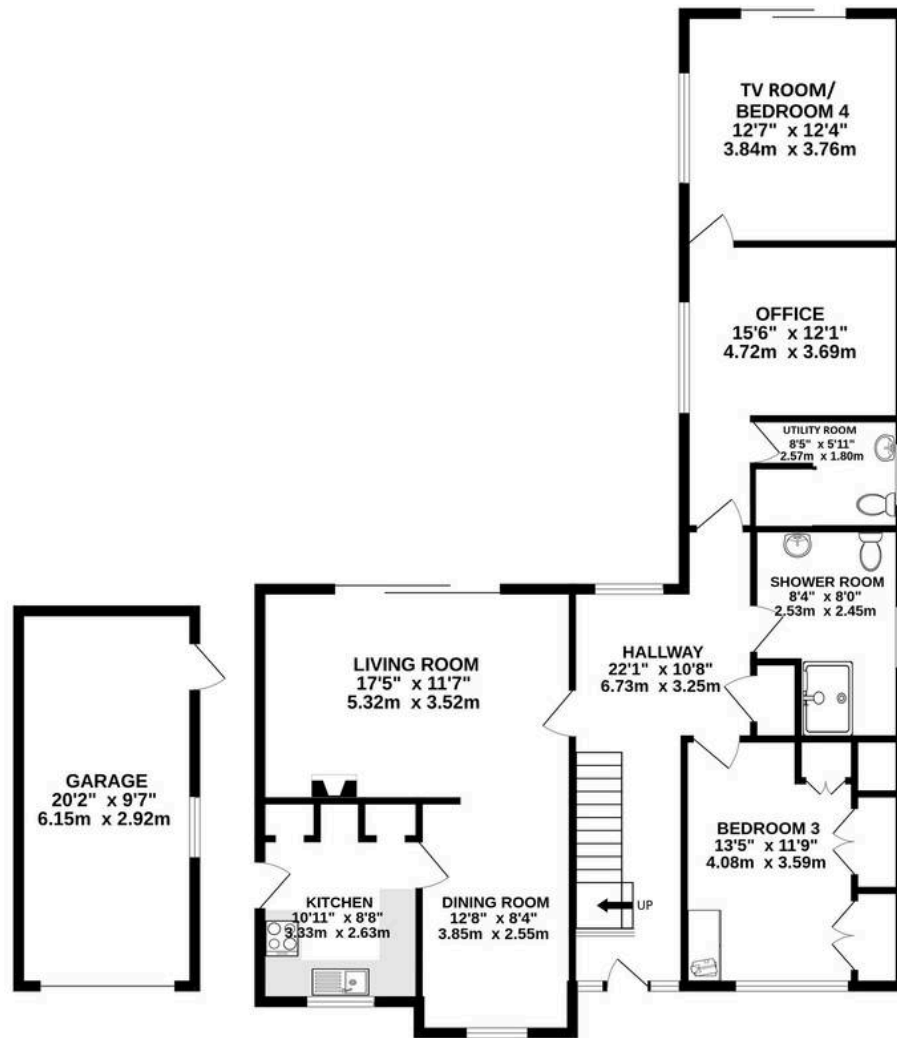 TV ROOM/
BEDROOM 4
12'7" x 12'4"
3.84m x 3.76m
OFFICE
15'6" x 12'1"
4.72m x 3.69m
UTILITY ROOM
8'5" x 5'11"
2.57m x 1.80m
SHOWER ROOM
8'4" x 8'0"
2.53m x 2.45m
HALLWAY
22'1" x 10'8"
6.73m x 3.25m
LIVING ROOM
17'5" x 11'7"
5.32m x 3.52m
GARAGE
20'2" x 9'7"
6.15m x 2.92m
BEDROOM 3
13'5" x 11'9"
4.08m x 3.59m
KITCHEN
10'11" x 8'8"
3.33m x 2.63m
DINING ROOM
12'8" x 8'4"
3.85m x 2.55m
UP